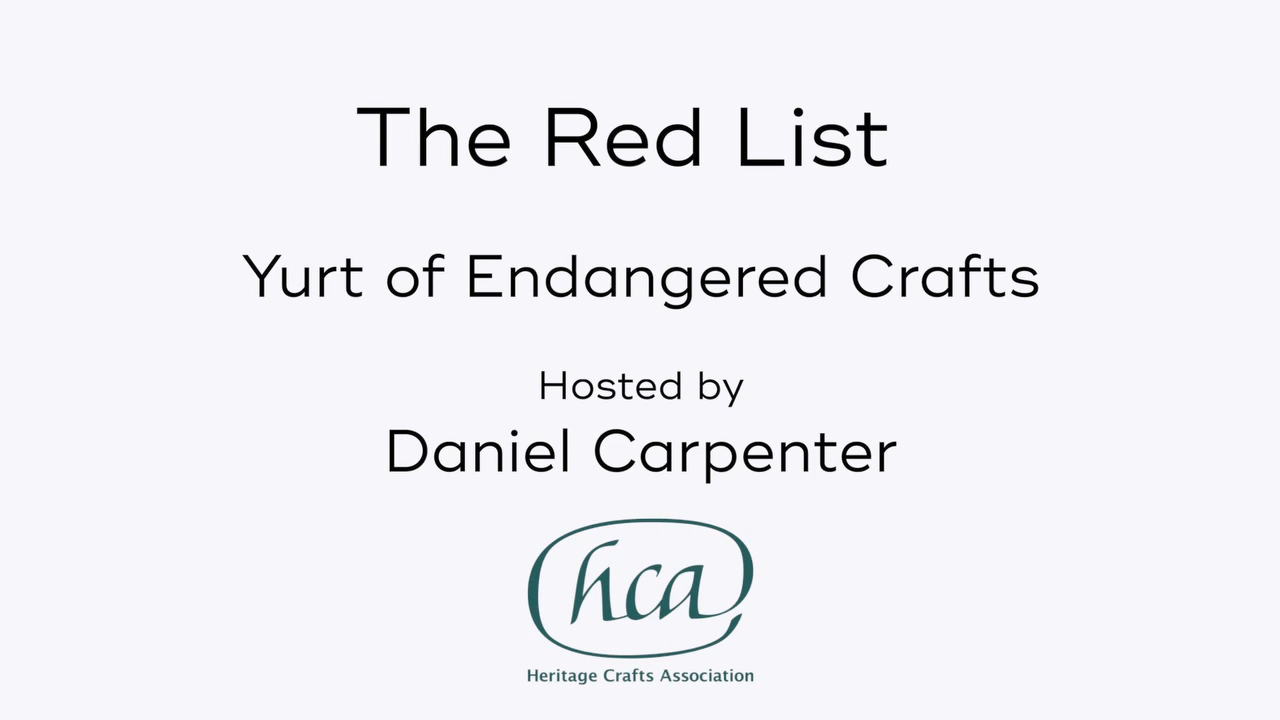 The Red List
Yurt of Endangered Crafts
Hosted by
Daniel Carpenter
hca
Heritage Crafts Association